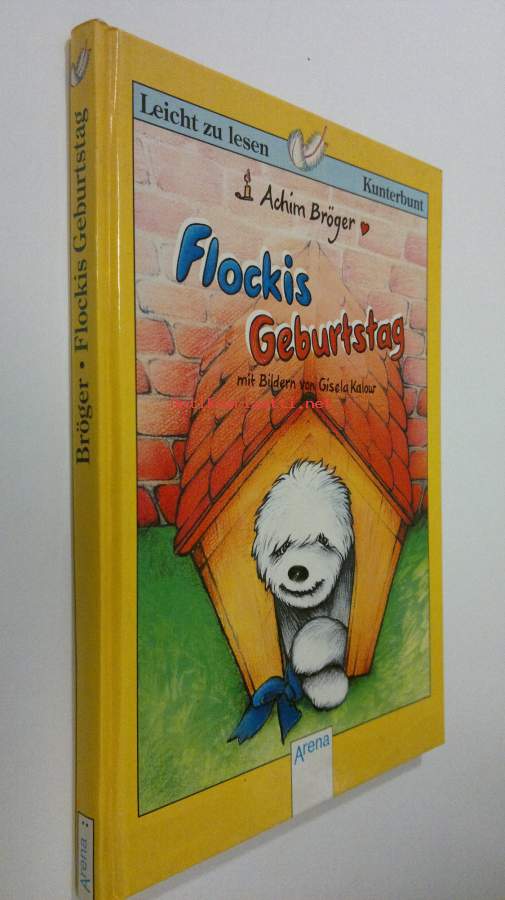 Bröger • Flockis Geburtstag
Arena
Leicht zu lesen
Kunterbunt
Achim Bröger
Flockis
Geburtstag
mit Bildern von Gisela Kalow
Arena